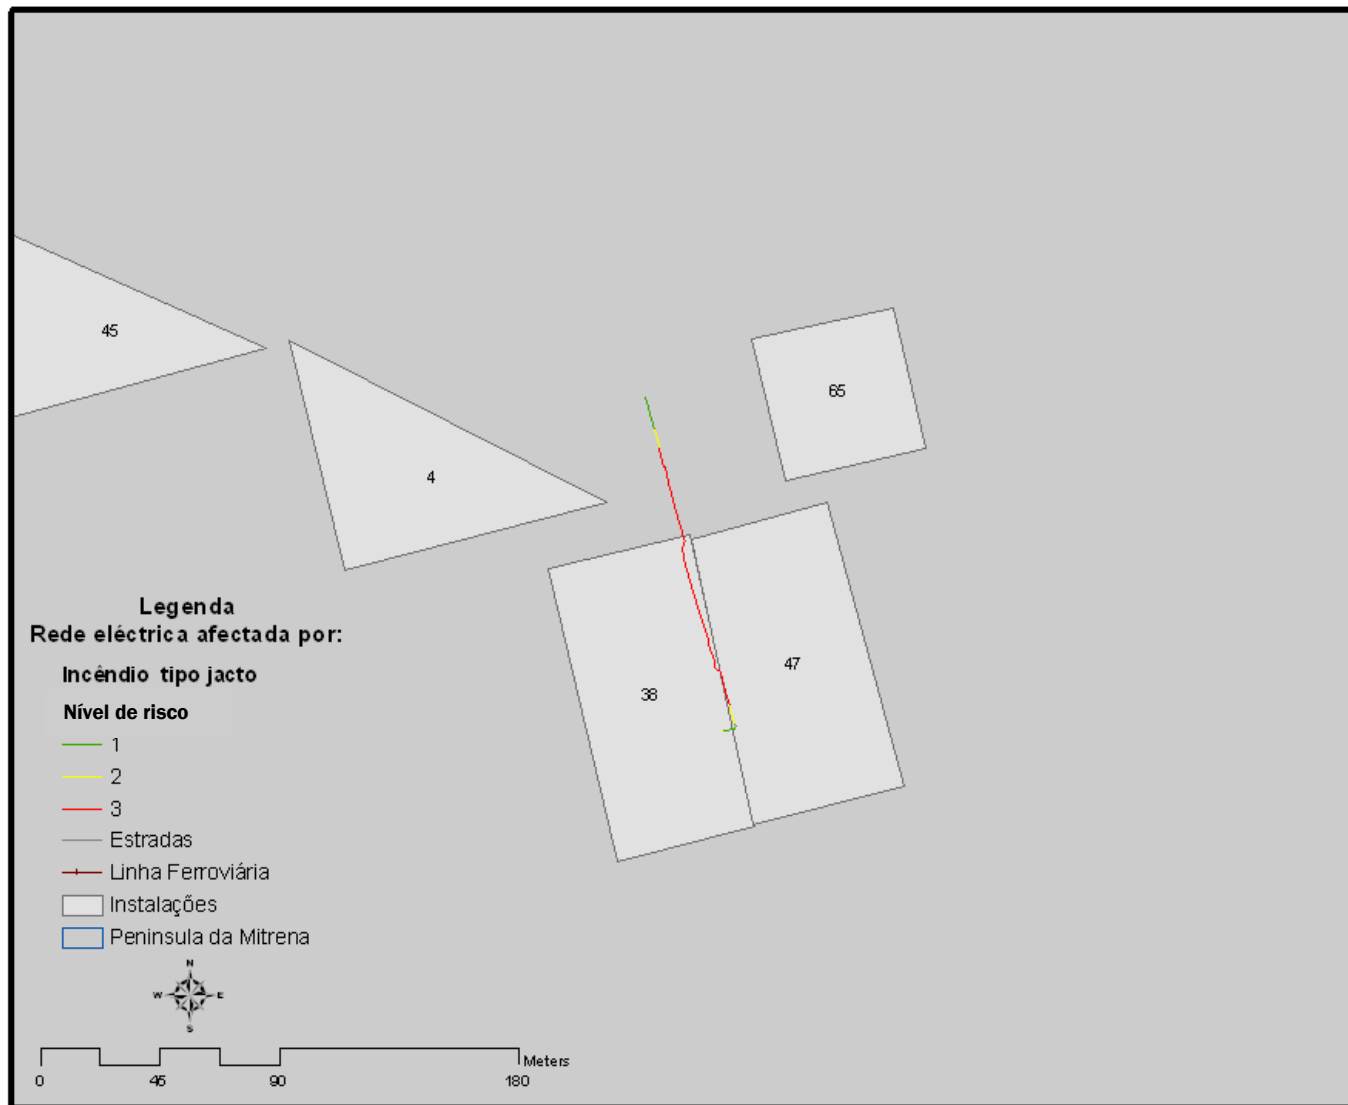 45
65
4
47
38
Legenda
Rede eléctrica afectada por:
Incêndio tipo jacto
Nível de risco
1
2
3
Estradas
Linha Ferroviária
Instalações
Peninsula da Mitrena
N
W E
S
Meters
0 45 90 180